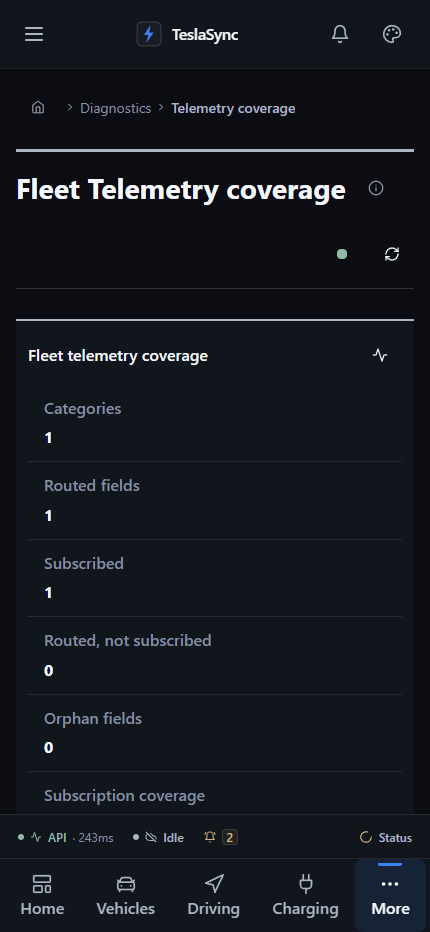 TeslaSync
Diagnostics
Telemetry coverage
Fleet Telemetry coverage
Fleet telemetry coverage
Categories
1
Routed fields
1
Subscribed
1
Routed, not subscribed
0
Orphan fields
0
Subscription coverage
API · 243ms
Idle
2
Status
Home
Vehicles
Driving
Charging
More